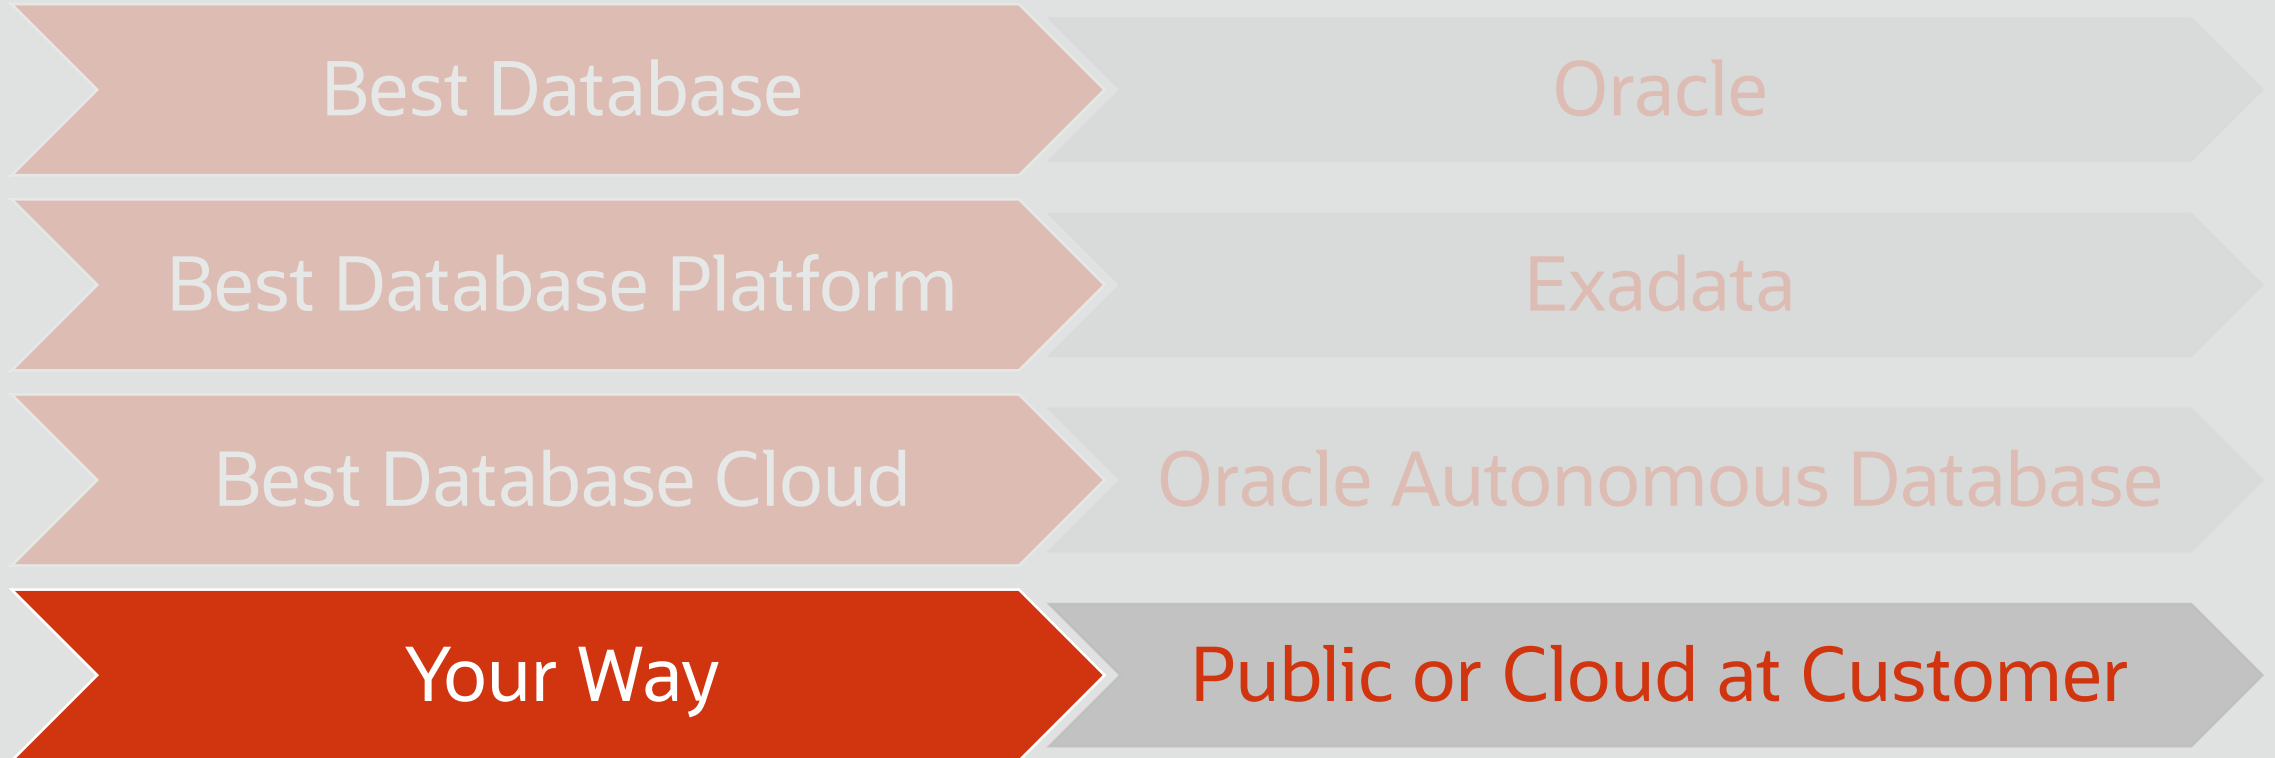 Best Database
Oracle
Best Database Platform
Exadata
Best Database Cloud
Oracle Autonomous Database
Your Way
Public or Cloud at Customer